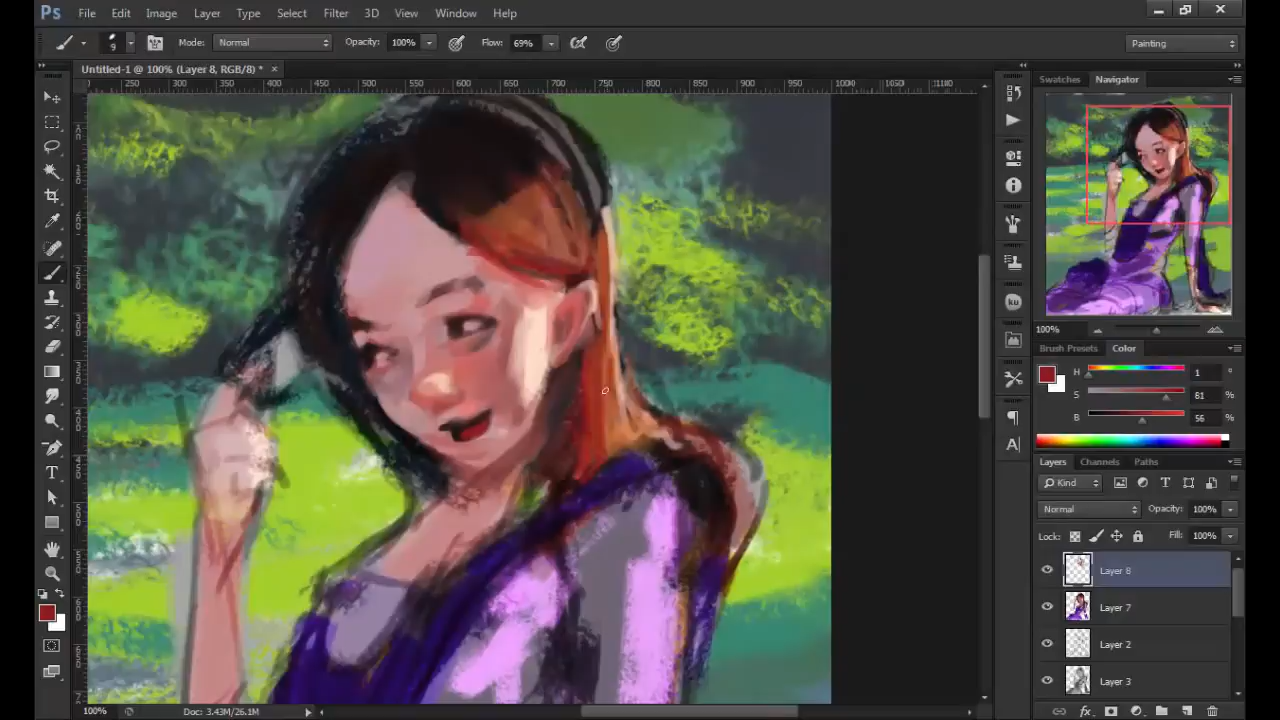 Ps File Edit Image Layer Type Select Filter 3D View Window Help
9 Mode: Normal Opacity: 100% Flow: 69% Painting
Untitled-1 @ 100% (Layer 8, RGB/8) * ×
250 300 350 400 450 500 550 600 650 700 750 800 850 900 950 1000 1050 1100
Swatches Navigator
100%
Brush Presets Color
H 1 °
S 81 %
B 56 %
Layers Channels Paths
Kind
Normal Opacity: 100%
Lock: Fill: 100%
Layer 8
Layer 7
Layer 2
Layer 3
fx
ku
100% Doc: 3.43M/26.1M